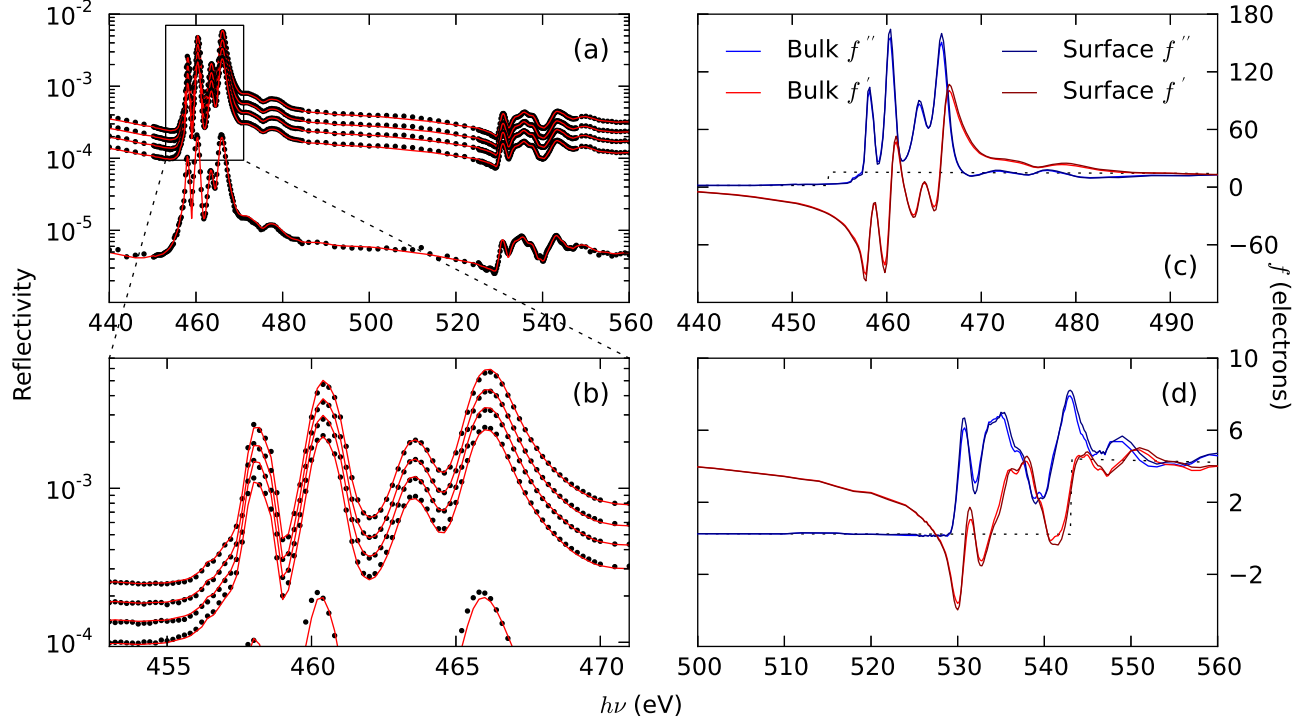 10⁻²
10⁻³
10⁻⁴
10⁻⁵
(a)
440 460 480 500 520 540 560
Bulk f ′′
Bulk f ′
Surface f ′′
Surface f ′
180
120
60
0
−60
(c)
440 450 460 470 480 490
Reflectivity
f (electrons)
10⁻³
10⁻⁴
(b)
455 460 465 470
10
6
2
−2
(d)
500 510 520 530 540 550 560
hν (eV)